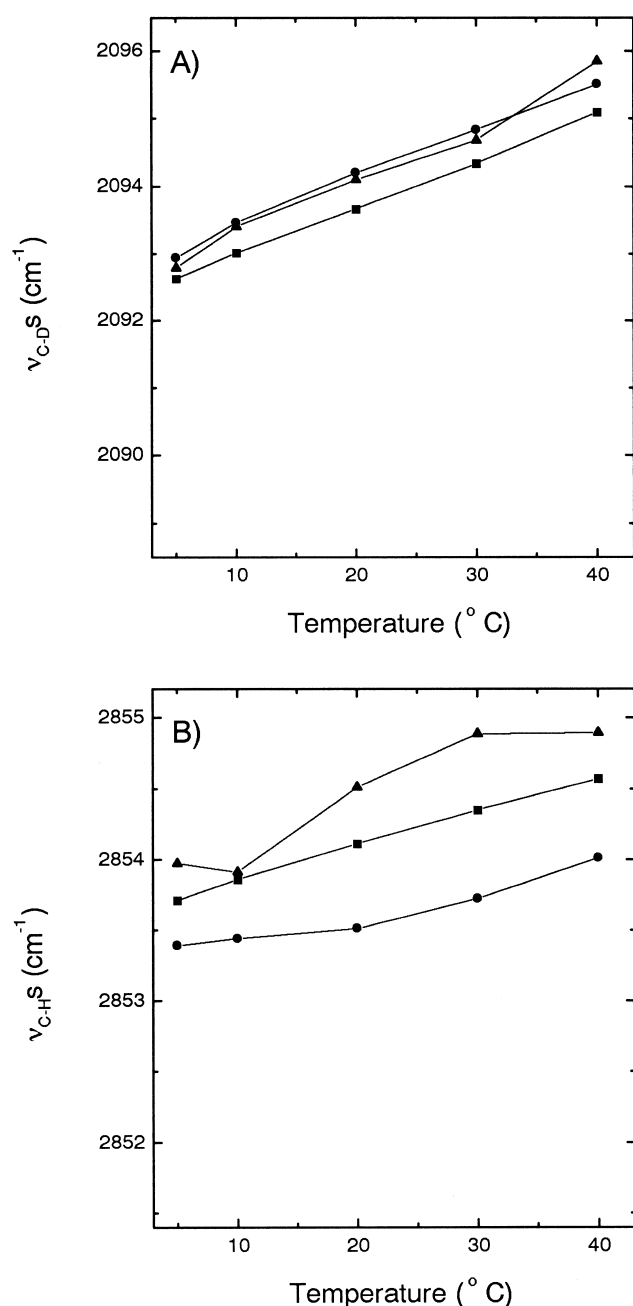 A)
2096
2094
2092
2090
νC-Ds (cm-1)
10 20 30 40
Temperature (° C)
B)
2855
2854
2853
2852
νC-Hs (cm-1)
10 20 30 40
Temperature (° C)